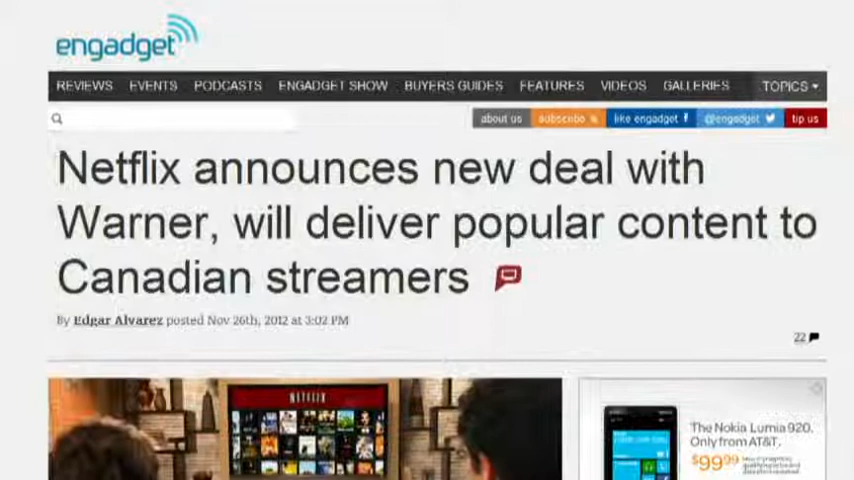 engadget
REVIEWS EVENTS PODCASTS ENGADGET SHOW BUYERS GUIDES FEATURES VIDEOS GALLERIES TOPICS
about us subscribe like engadget f @engadget tip us
Netflix announces new deal with
Warner, will deliver popular content to
Canadian streamers
By Edgar Alvarez posted Nov 26th, 2012 at 3:02 PM
22
NETFLIX
The Nokia Lumia 920.
Only from AT&T.
$9999